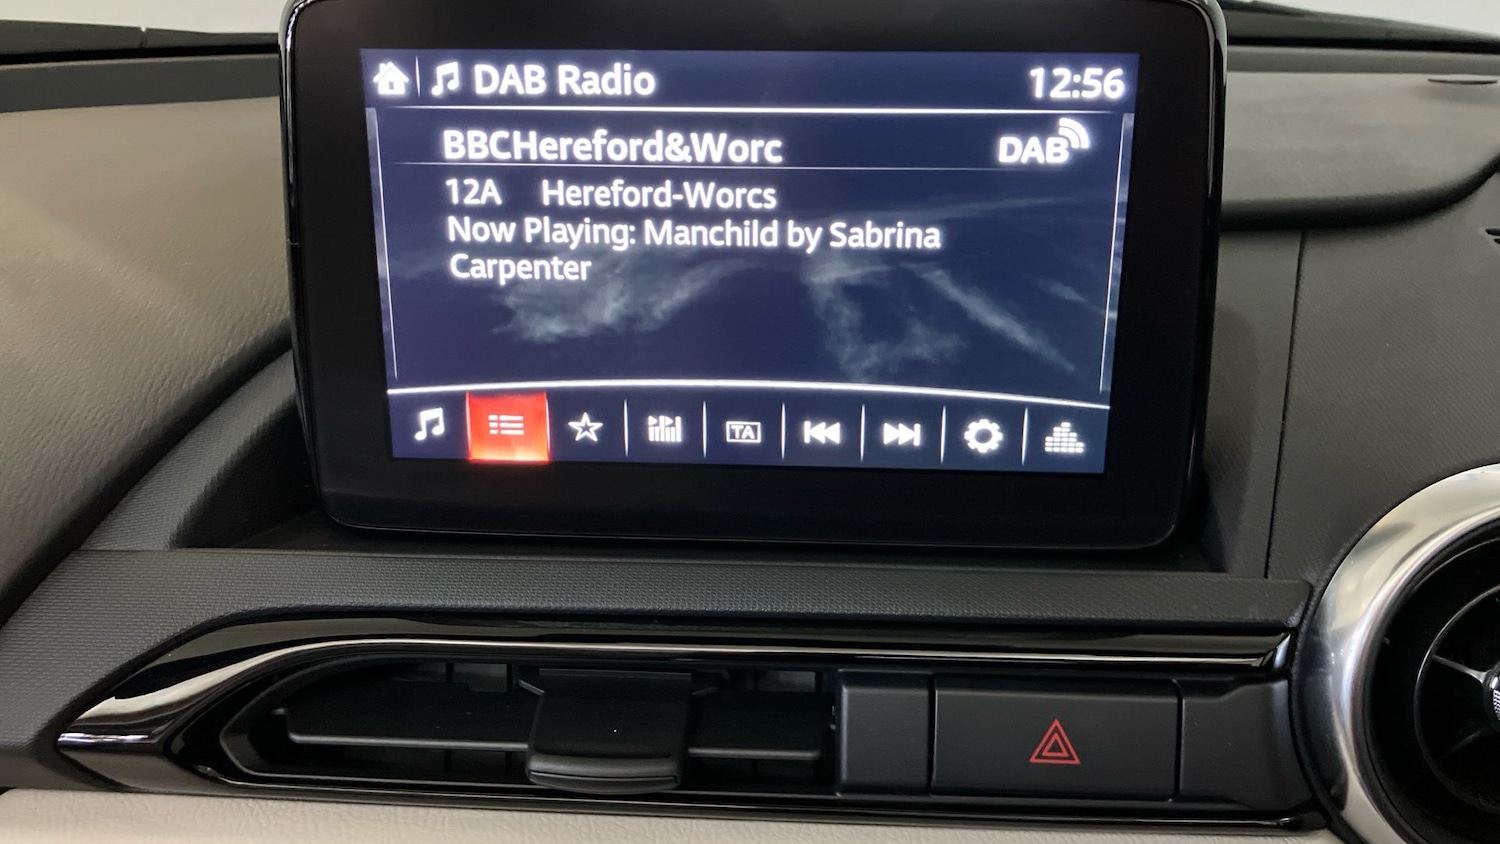 DAB Radio 12:56
BBCHereford&Worc DAB
12A Hereford-Worcs
Now Playing: Manchild by Sabrina
Carpenter
TA